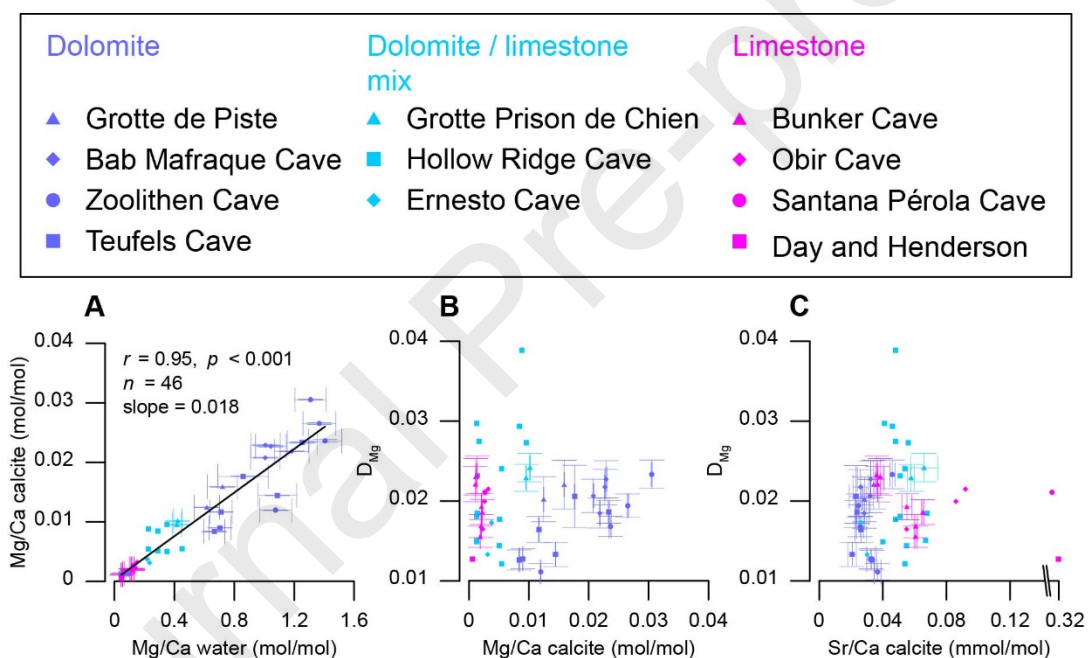 Dolomite
Grotte de Piste
Bab Mafraque Cave
Zoolithen Cave
Teufels Cave
Dolomite / limestone
mix
Grotte Prison de Chien
Hollow Ridge Cave
Ernesto Cave
Limestone
Bunker Cave
Obir Cave
Santana Pérola Cave
Day and Henderson
A
r = 0.95, p < 0.001
n = 46
slope = 0.018
Mg/Ca calcite (mol/mol)
0.04
0.03
0.02
0.01
0
0 0.4 0.8 1.2 1.6
Mg/Ca water (mol/mol)
B
D_Mg
0.04
0.03
0.02
0.01
0 0.01 0.02 0.03 0.04
Mg/Ca calcite (mol/mol)
C
D_Mg
0.04
0.03
0.02
0.01
0 0.04 0.08 0.12 0.32
Sr/Ca calcite (mmol/mol)
urnal Pre-p